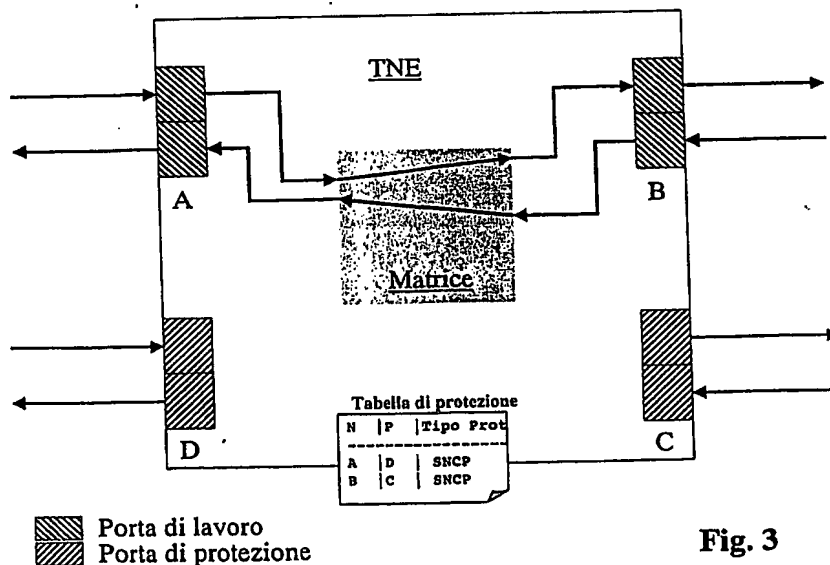 TNE
A
B
Matrice
D
C
Tabella di protezione
N |P |Tipo Prot
A |D | SNCP
B |C | SNCP
Porta di lavoro
Porta di protezione
Fig. 3